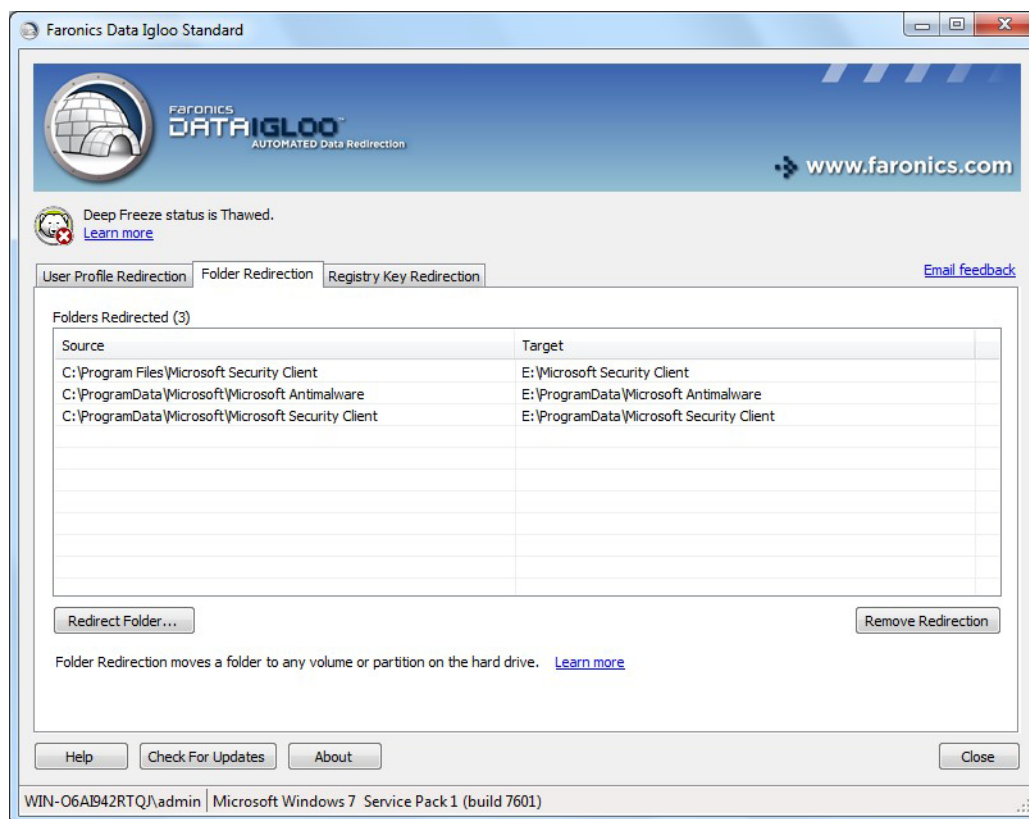 Faronics Data Igloo Standard
FARONICS
DATAIGLOO™
AUTOMATED Data Redirection
www.faronics.com
Deep Freeze status is Thawed.
Learn more
User Profile Redirection Folder Redirection Registry Key Redirection Email feedback
Folders Redirected (3)
Source Target
C:\Program Files\Microsoft Security Client E:\Microsoft Security Client
C:\ProgramData\Microsoft\Microsoft Antimalware E:\ProgramData\Microsoft Antimalware
C:\ProgramData\Microsoft\Microsoft Security Client E:\ProgramData\Microsoft Security Client
Redirect Folder... Remove Redirection
Folder Redirection moves a folder to any volume or partition on the hard drive. Learn more
Help Check For Updates About Close
WIN-O6AI942RTQJ\admin Microsoft Windows 7 Service Pack 1 (build 7601)